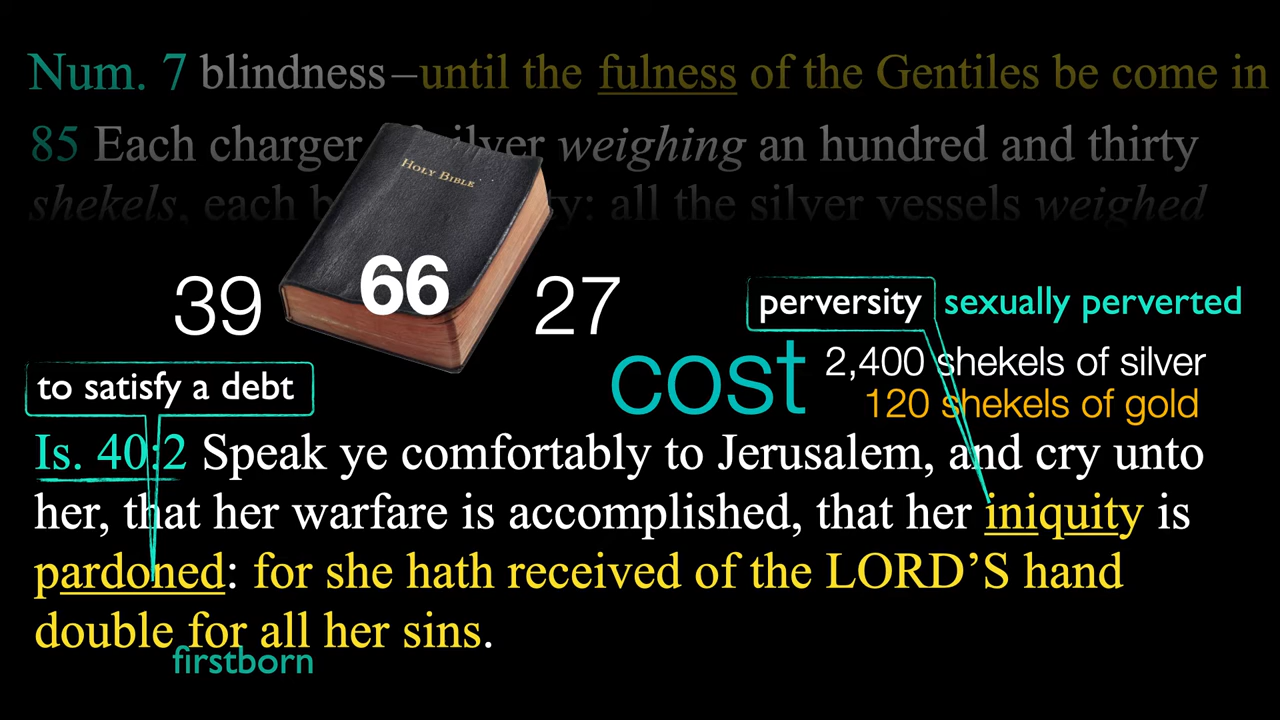 Num. 7 blindness–until the fulness of the Gentiles be come in
85 Each charger silver weighing an hundred and thirty
shekels, each all the silver vessels weighed
HOLY BIBLE
39 66 27
perversity sexually perverted
cost 2,400 shekels of silver
120 shekels of gold
to satisfy a debt
Is. 40:2 Speak ye comfortably to Jerusalem, and cry unto
her, that her warfare is accomplished, that her iniquity is
pardoned: for she hath received of the LORD’S hand
double for all her sins.
firstborn